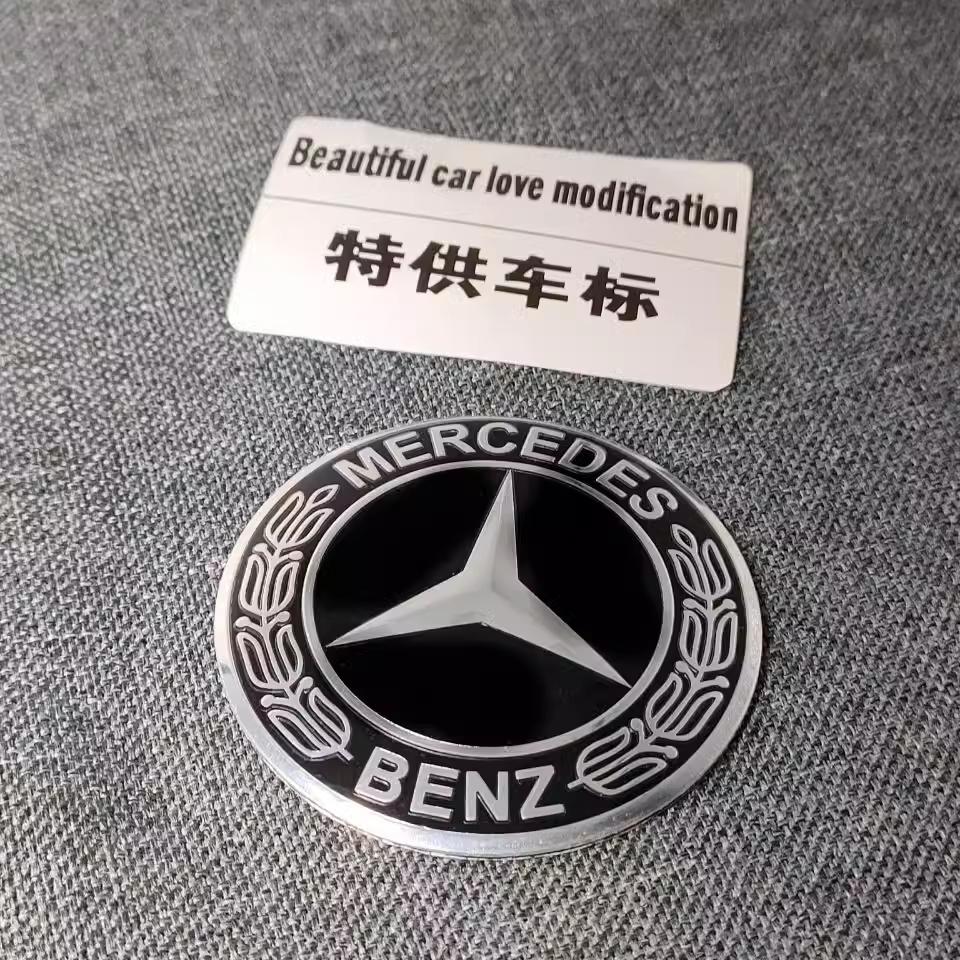 Beautiful car love modification
特供车标
MERCEDES
BENZ